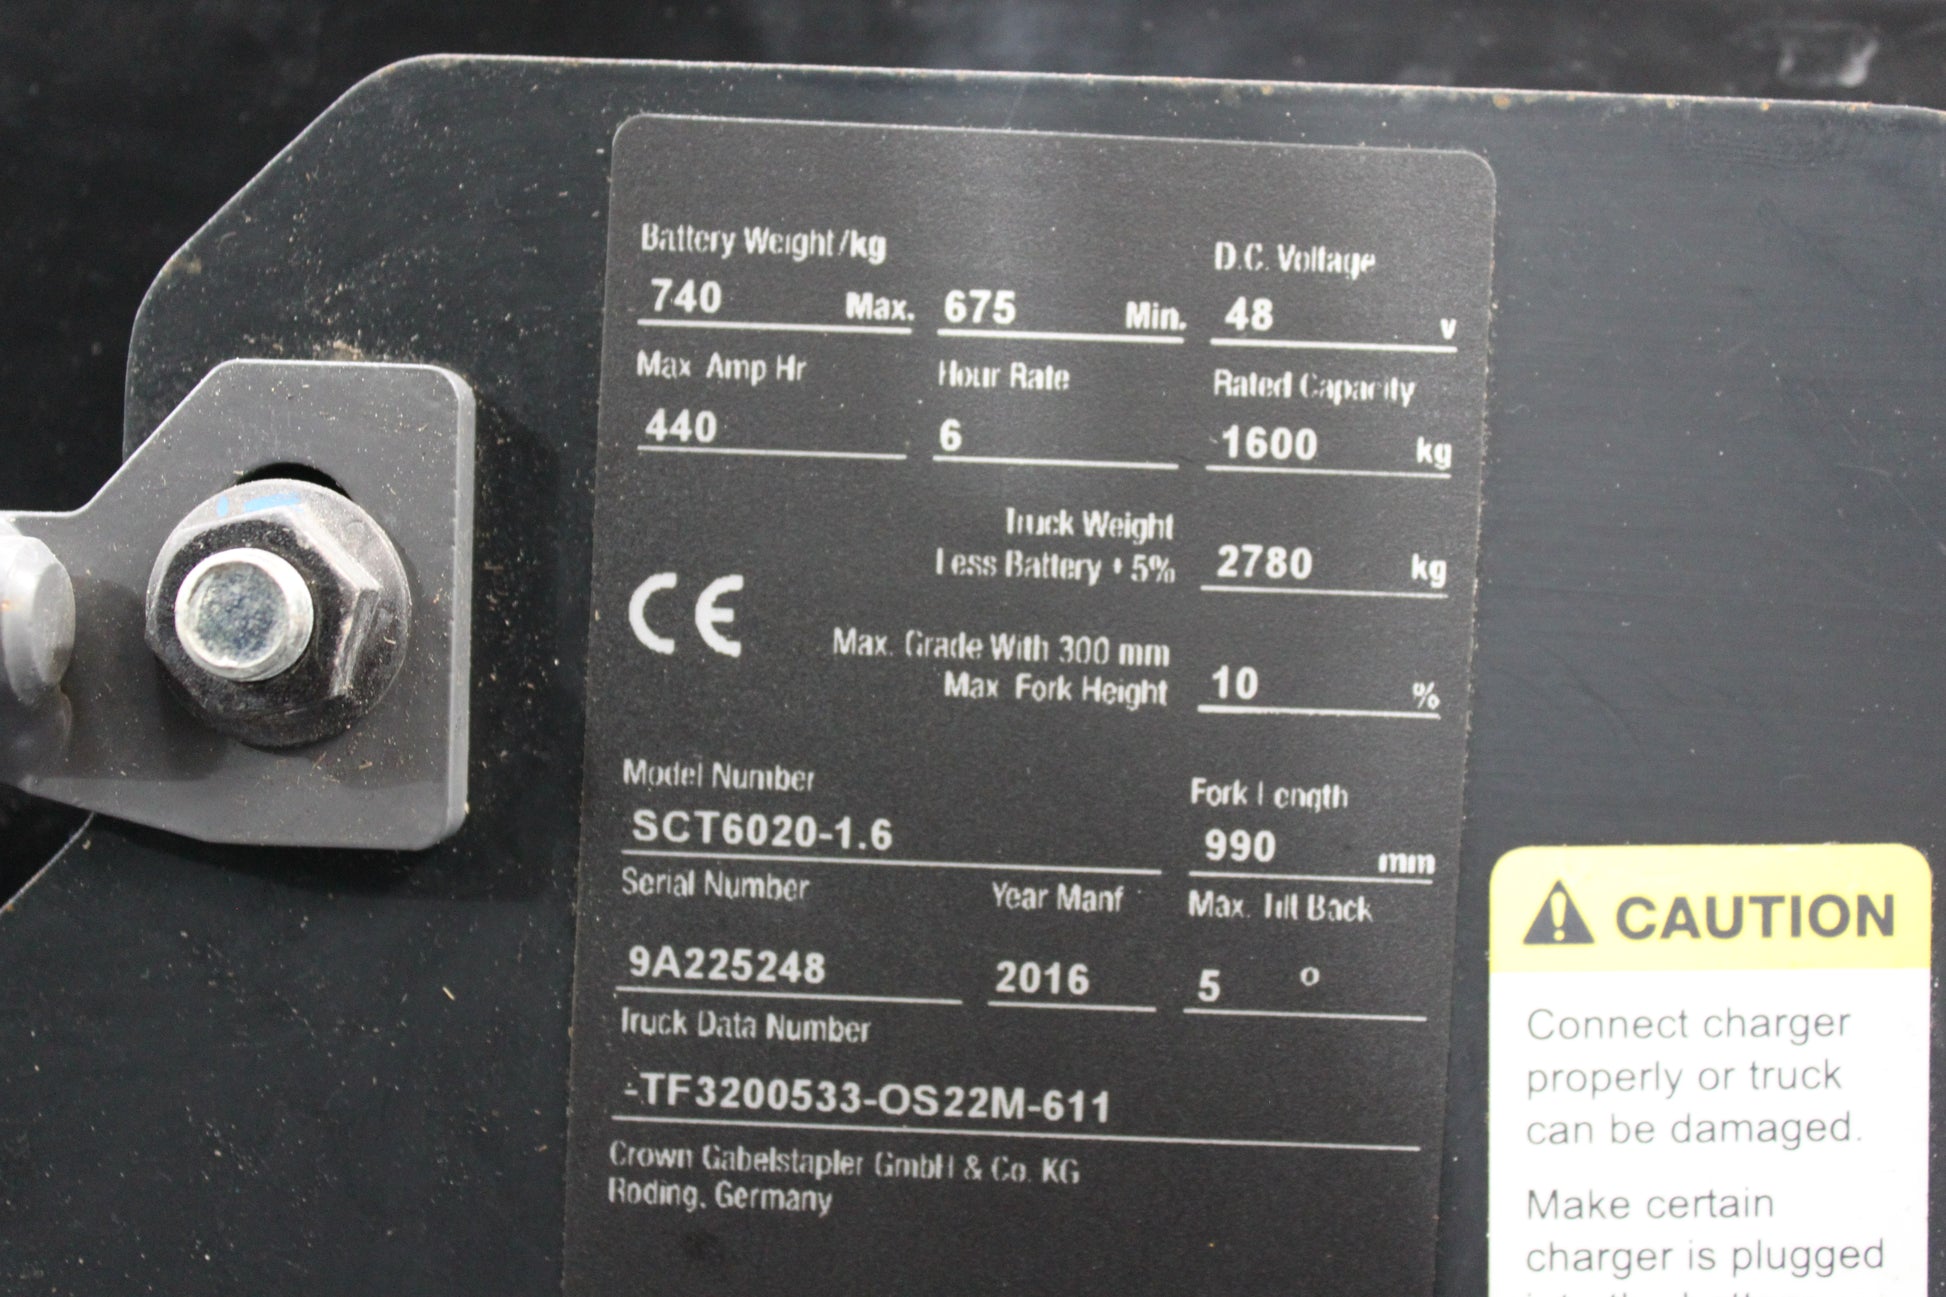 Battery Weight/kg
D.C. Voltage
740 Max. 675 Min. 48 v
Max Amp Hr Hour Rate Rated Capacity
440 6 1600 kg
Truck Weight
Less Battery ± 5% 2780 kg
CE
Max. Grade With 300 mm
Max Fork Height 10 %
Model Number Fork Length
SCT6020-1.6 990 mm
Serial Number Year Manf Max. Tilt Back
9A225248 2016 5 °
Truck Data Number
-TF3200533-OS22M-611
Crown Gabelstapler GmbH & Co. KG
Roding, Germany
CAUTION
Connect charger
properly or truck
can be damaged.
Make certain
charger is plugged